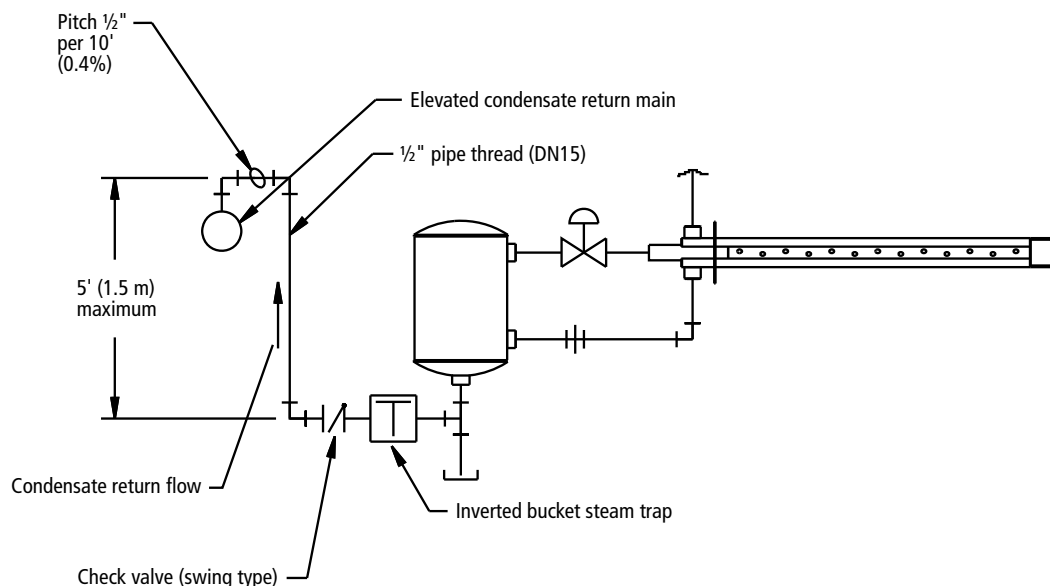 Pitch ½"
per 10'
(0.4%)
Elevated condensate return main
½" pipe thread (DN15)
5' (1.5 m)
maximum
Condensate return flow
Inverted bucket steam trap
Check valve (swing type)